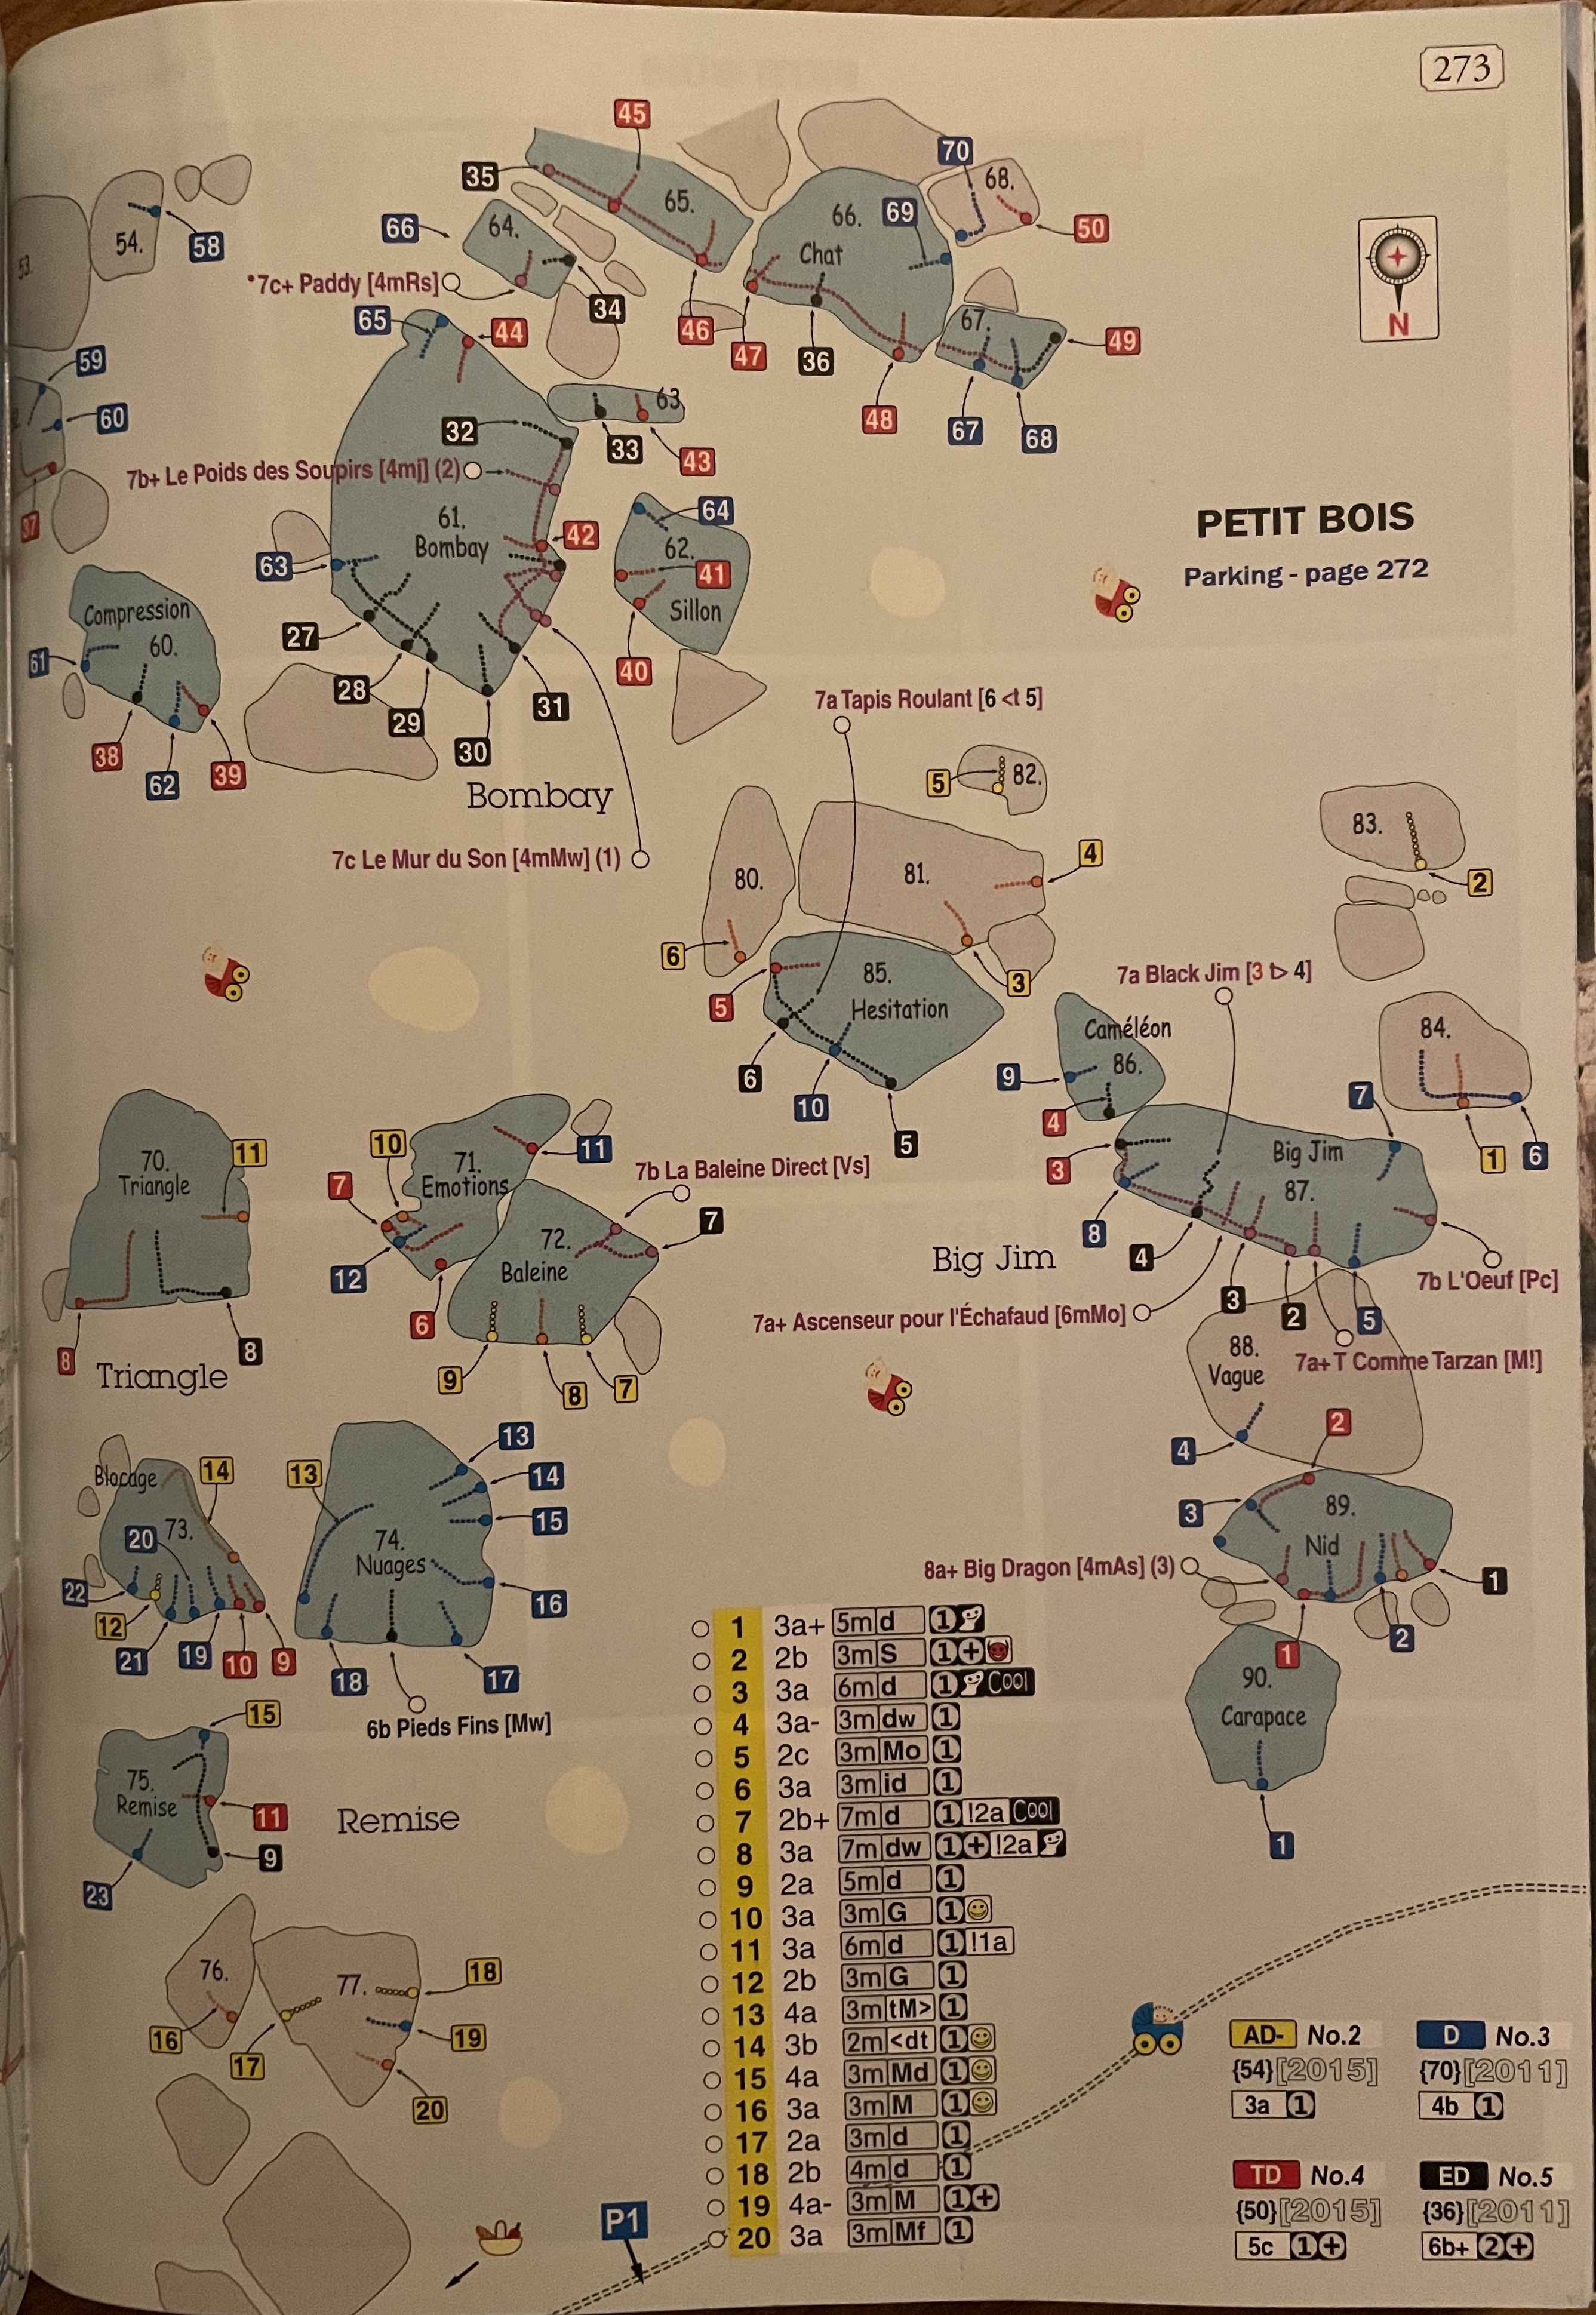 273
45
70
35
68.
65.
66
64.
66.
69
50
54.
58
Chat
53.
*7c+ Paddy [4mRs]
34
N
65
44
46
67.
49
47
36
59
63.
48
60
32
33
67
68
43
7b+ Le Poids des Soupirs [4mj] (2)
37
61.
64
PETIT BOIS
42
Bombay
62.
63
41
Parking - page 272
Compression
Sillon
60.
27
61
40
28
7a Tapis Roulant [6 <t 5]
31
29
38
30
39
62
5
82.
Bombay
83.
7c Le Mur du Son [4mMw] (1)
4
80.
81.
2
6
85.
7a Black Jim [3 t> 4]
3
5
Hesitation
Caméléon
84.
86.
6
9
10
4
7
5
11
10
11
1
6
70.
71.
Big Jim
Triangle
Emotions
7b La Baleine Direct [Vs]
3
87.
7
7
8
72.
4
Big Jim
12
Baleine
7b L'Oeuf [Pc]
3
7a+ Ascenseur pour l'Échafaud [6mMo]
2
5
6
8
8
88.
7a+ T Comme Tarzan [M!]
Triangle
Vague
9
8
7
2
13
4
Blocage
14
13
14
3
89.
20
73.
15
74.
Nids
Nuages
8a+ Big Dragon [4mAs] (3)
1
22
16
12
2
21
19
10
9
1
18
17
90.
15
6b Pieds Fins [Mw]
Carapace
75.
Remise
11
Remise
9
1
23
1 3a+ 5m d 1
2 2b 3m S 1 +
3 3a 6m d 1 Cool
4 3a- 3m dw 1
5 2c 3m Mo 1
6 3a 3m id 1
7 2b+ 7m d 1 !2a Cool
8 3a 7m dw 1 + !2a
9 2a 5m d 1
10 3a 3m G 1
11 3a 6m d 1 !1a
12 2b 3m G 1
13 4a 3m tM> 1
14 3b 2m <dt 1
15 4a 3m Md 1
16 3a 3m M 1
17 2a 3m d 1
18 2b 4m d 1
19 4a- 3m M 1 +
20 3a 3m Mf 1
76.
18
77.
16
19
17
20
P1
AD- No.2
{54}[2015]
3a 1
D No.3
{70}[2011]
4b 1
TD No.4
{50}[2015]
5c 1 +
ED No.5
{36}[2011]
6b+ 2 +